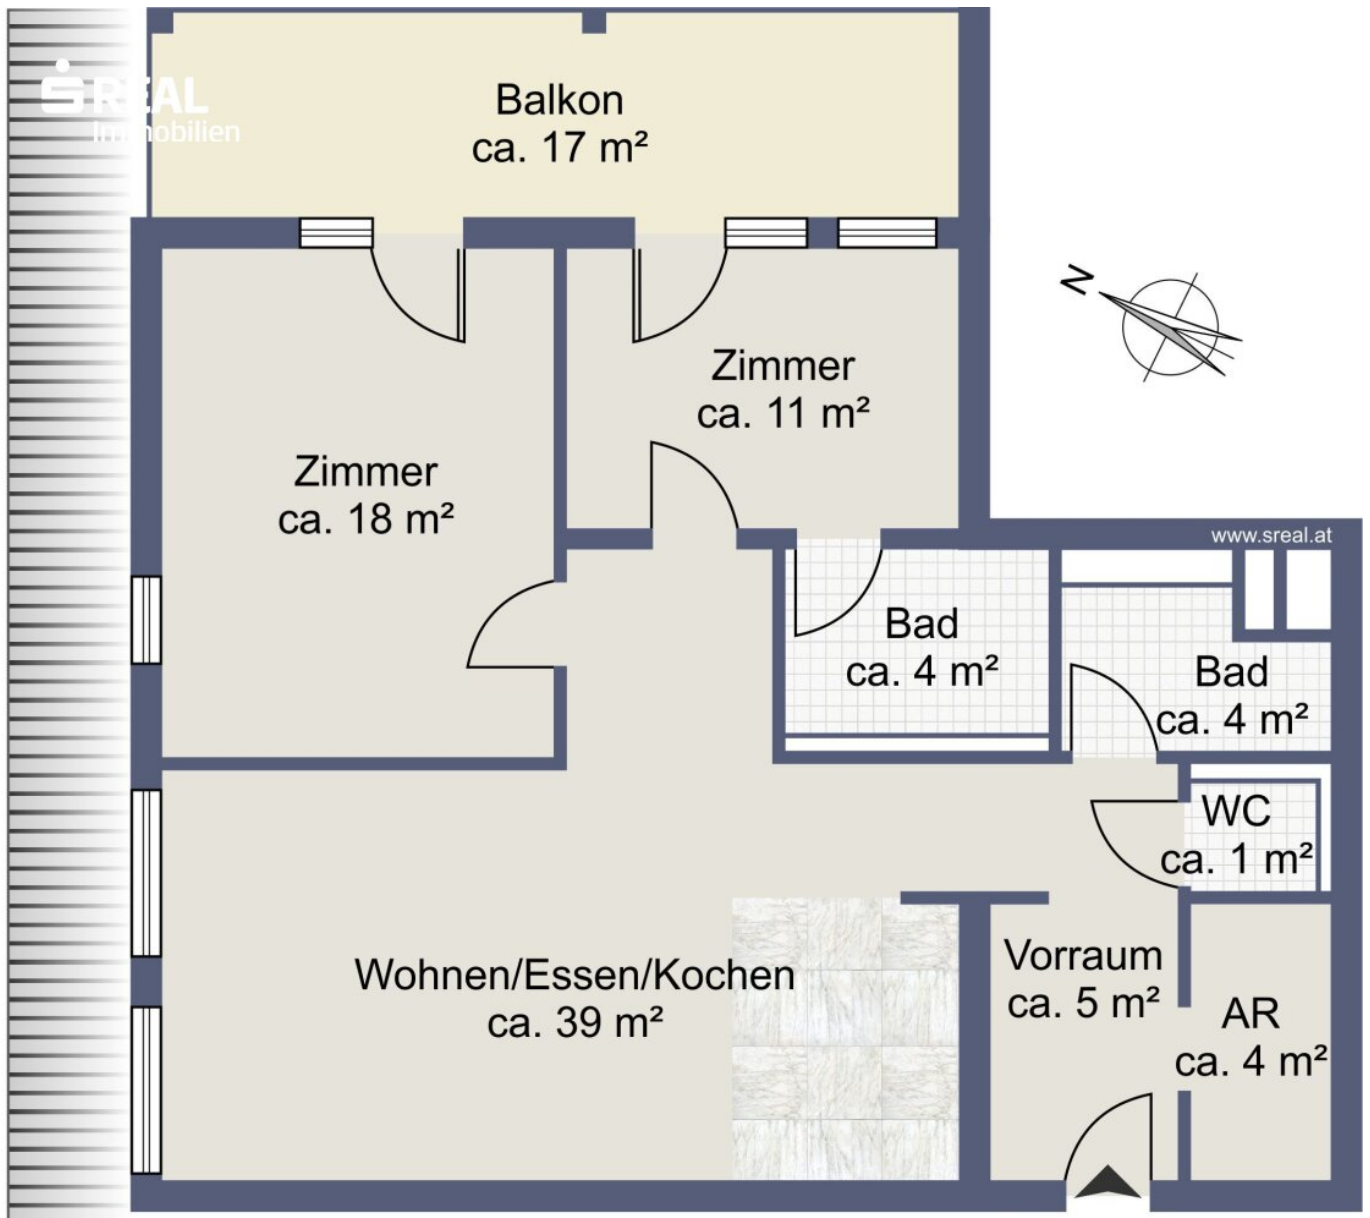 S REAL
Immobilien
Balkon
ca. 17 m²
N
Zimmer
ca. 11 m²
Zimmer
ca. 18 m²
www.sreal.at
Bad
ca. 4 m²
Bad
ca. 4 m²
WC
ca. 1 m²
Wohnen/Essen/Kochen
ca. 39 m²
Vorraum
ca. 5 m²
AR
ca. 4 m²